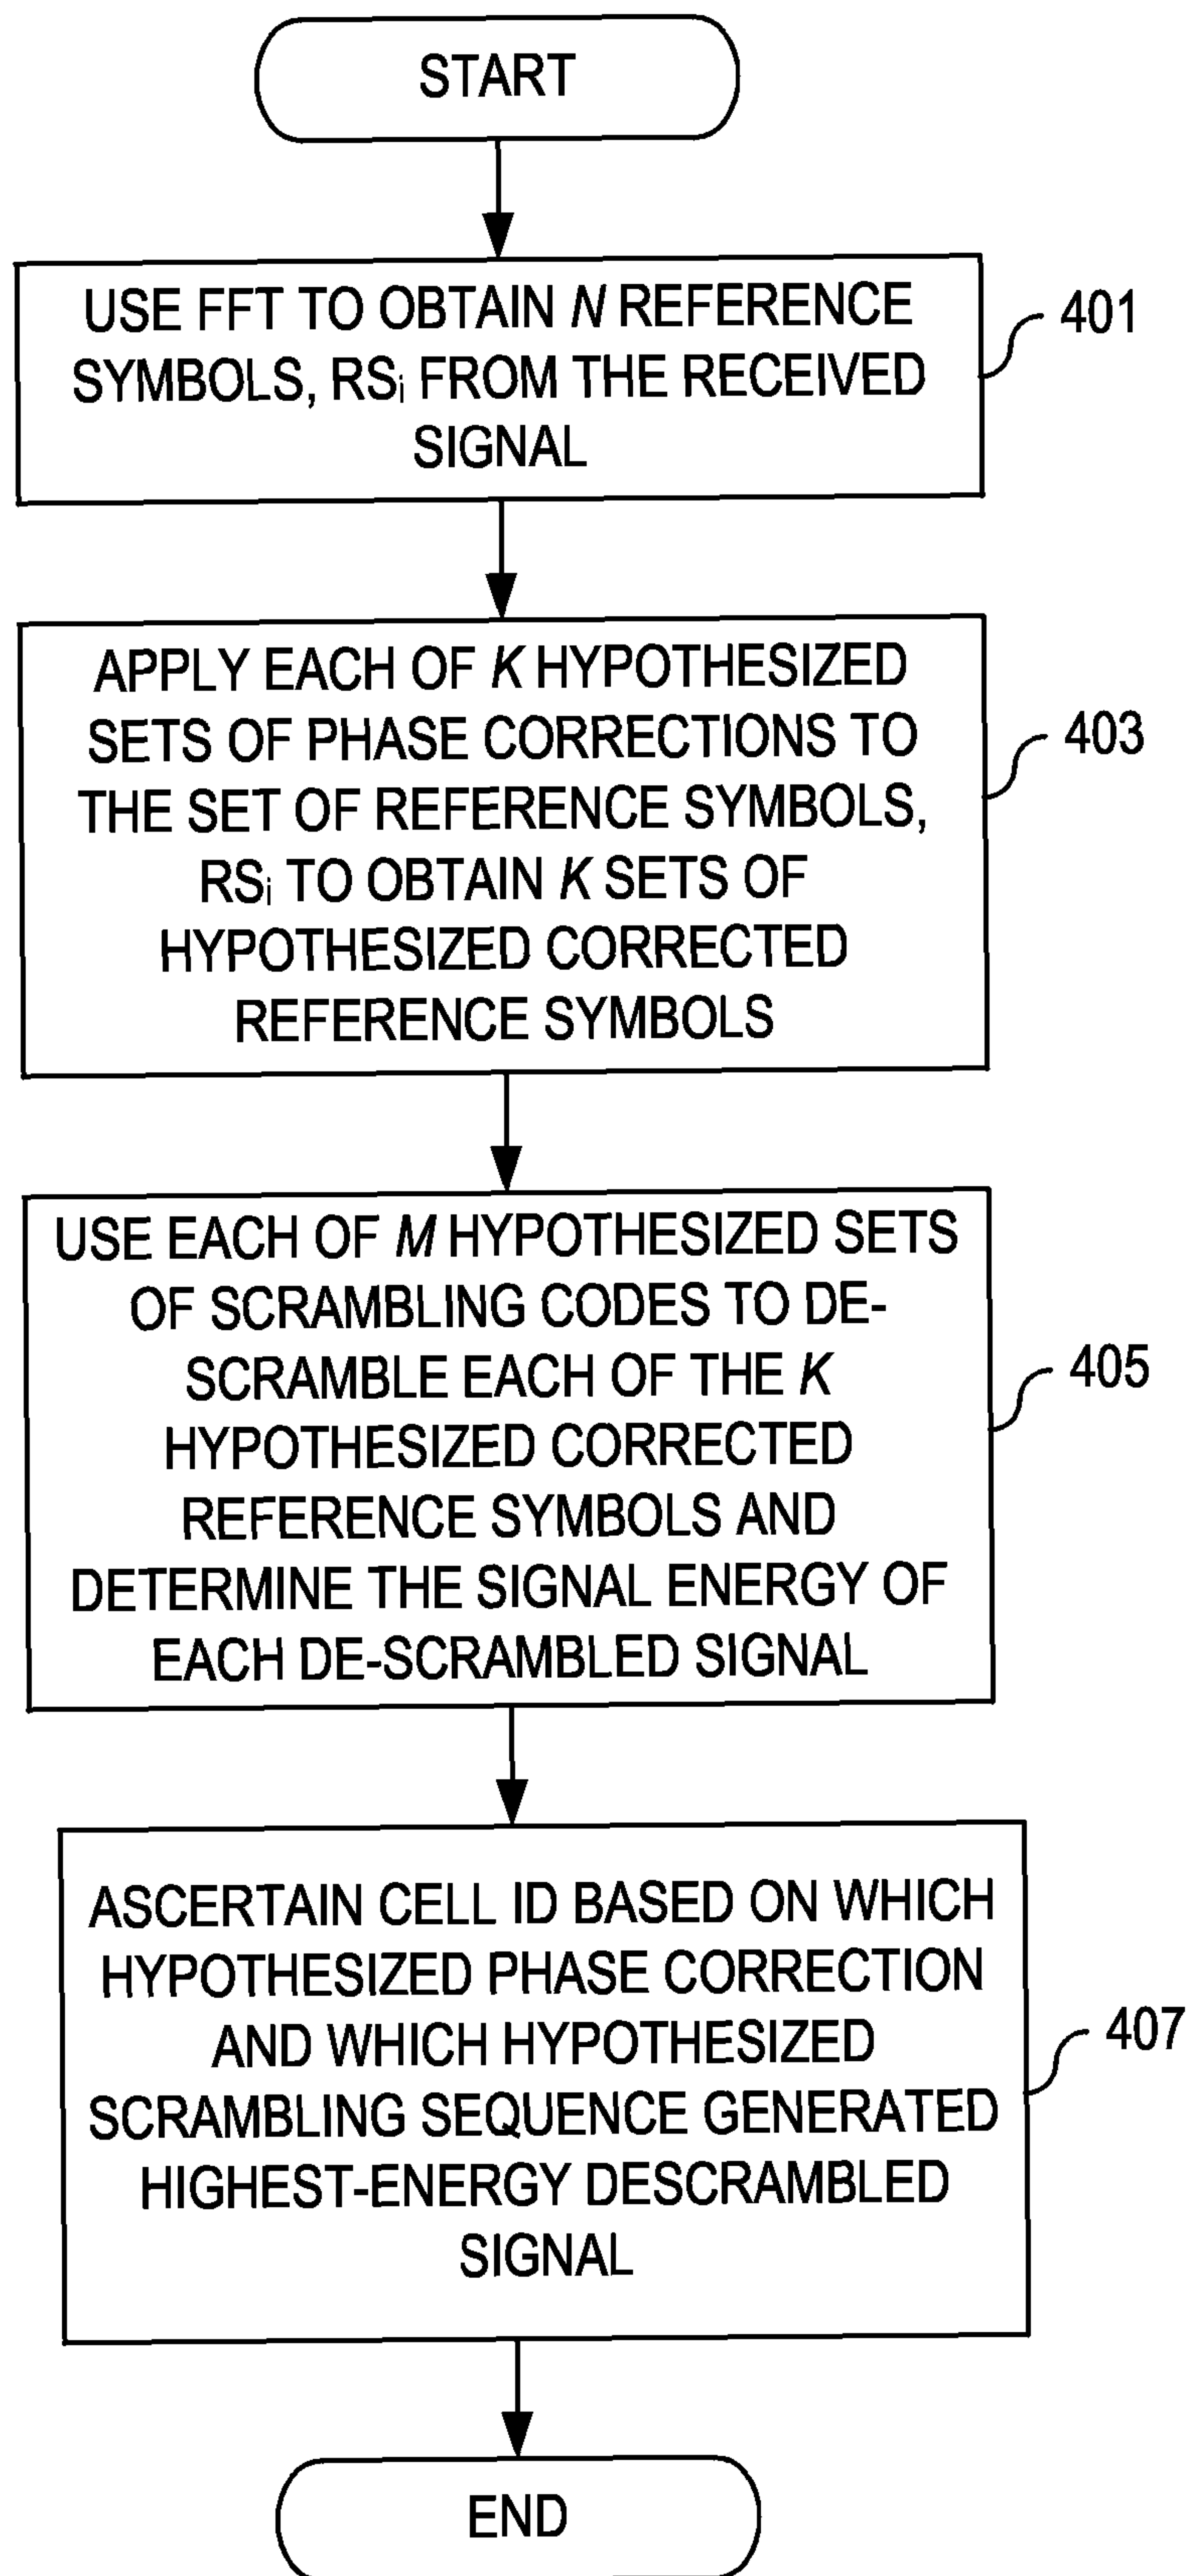 START
USE FFT TO OBTAIN N REFERENCE
SYMBOLS, RSi FROM THE RECEIVED
SIGNAL
401
APPLY EACH OF K HYPOTHESIZED
SETS OF PHASE CORRECTIONS TO
THE SET OF REFERENCE SYMBOLS,
RSi TO OBTAIN K SETS OF
HYPOTHESIZED CORRECTED
REFERENCE SYMBOLS
403
USE EACH OF M HYPOTHESIZED SETS
OF SCRAMBLING CODES TO DE-
SCRAMBLE EACH OF THE K
HYPOTHESIZED CORRECTED
REFERENCE SYMBOLS AND
DETERMINE THE SIGNAL ENERGY OF
EACH DE-SCRAMBLED SIGNAL
405
ASCERTAIN CELL ID BASED ON WHICH
HYPOTHESIZED PHASE CORRECTION
AND WHICH HYPOTHESIZED
SCRAMBLING SEQUENCE GENERATED
HIGHEST-ENERGY DESCRAMBLED
SIGNAL
407
END